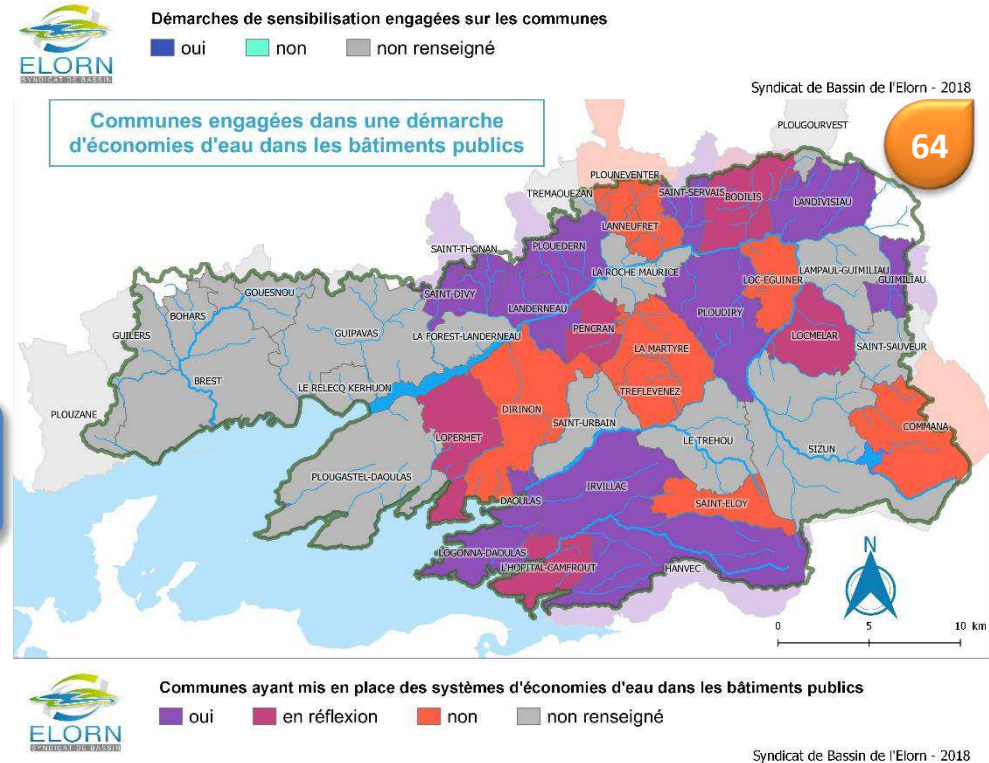 Démarches de sensibilisation engagées sur les communes
oui non non renseigné
ELORN
SYNDICAT DE BASSIN
Syndicat de Bassin de l'Elorn - 2018
Communes engagées dans une démarche
d'économies d'eau dans les bâtiments publics
64
PLOUGOURVEST
PLOUNEVENTER
TREMAOUEZAN
SAINT-SERVAIS
BODILIS
LANDIVISIAU
LANNEUFRET
SAINT-THONAN
PLOUEDERN
LA ROCHE MAURICE
LOC-EGUINER
LAMPAUL-GUIMILIAU
GUIMILIAU
SAINT-DIVY
GOUESNOU
BOHARS
GUILERS
GUIPAVAS
LANDERNEAU
PLOUDIRY
LA FOREST-LANDERNEAU
PENCRAN
LOCMELAR
LA MARTYRE
SAINT-SAUVEUR
BREST
LE RELECQ KERHUON
TREFLEVENEZ
PLOUZANE
DIRINON
SAINT-URBAIN
COMMANA
LOPERHET
LE TREHOU
SIZUN
PLOUGASTEL-DAOULAS
IRVILLAC
DAOULAS
SAINT-ELOY
LOGONNA-DAOULAS
L'HOPITAL-CAMFROUT
HANVEC
N
0 5 10 km
ELORN
SYNDICAT DE BASSIN
Communes ayant mis en place des systèmes d'économies d'eau dans les bâtiments publics
oui en réflexion non non renseigné
Syndicat de Bassin de l'Elorn - 2018